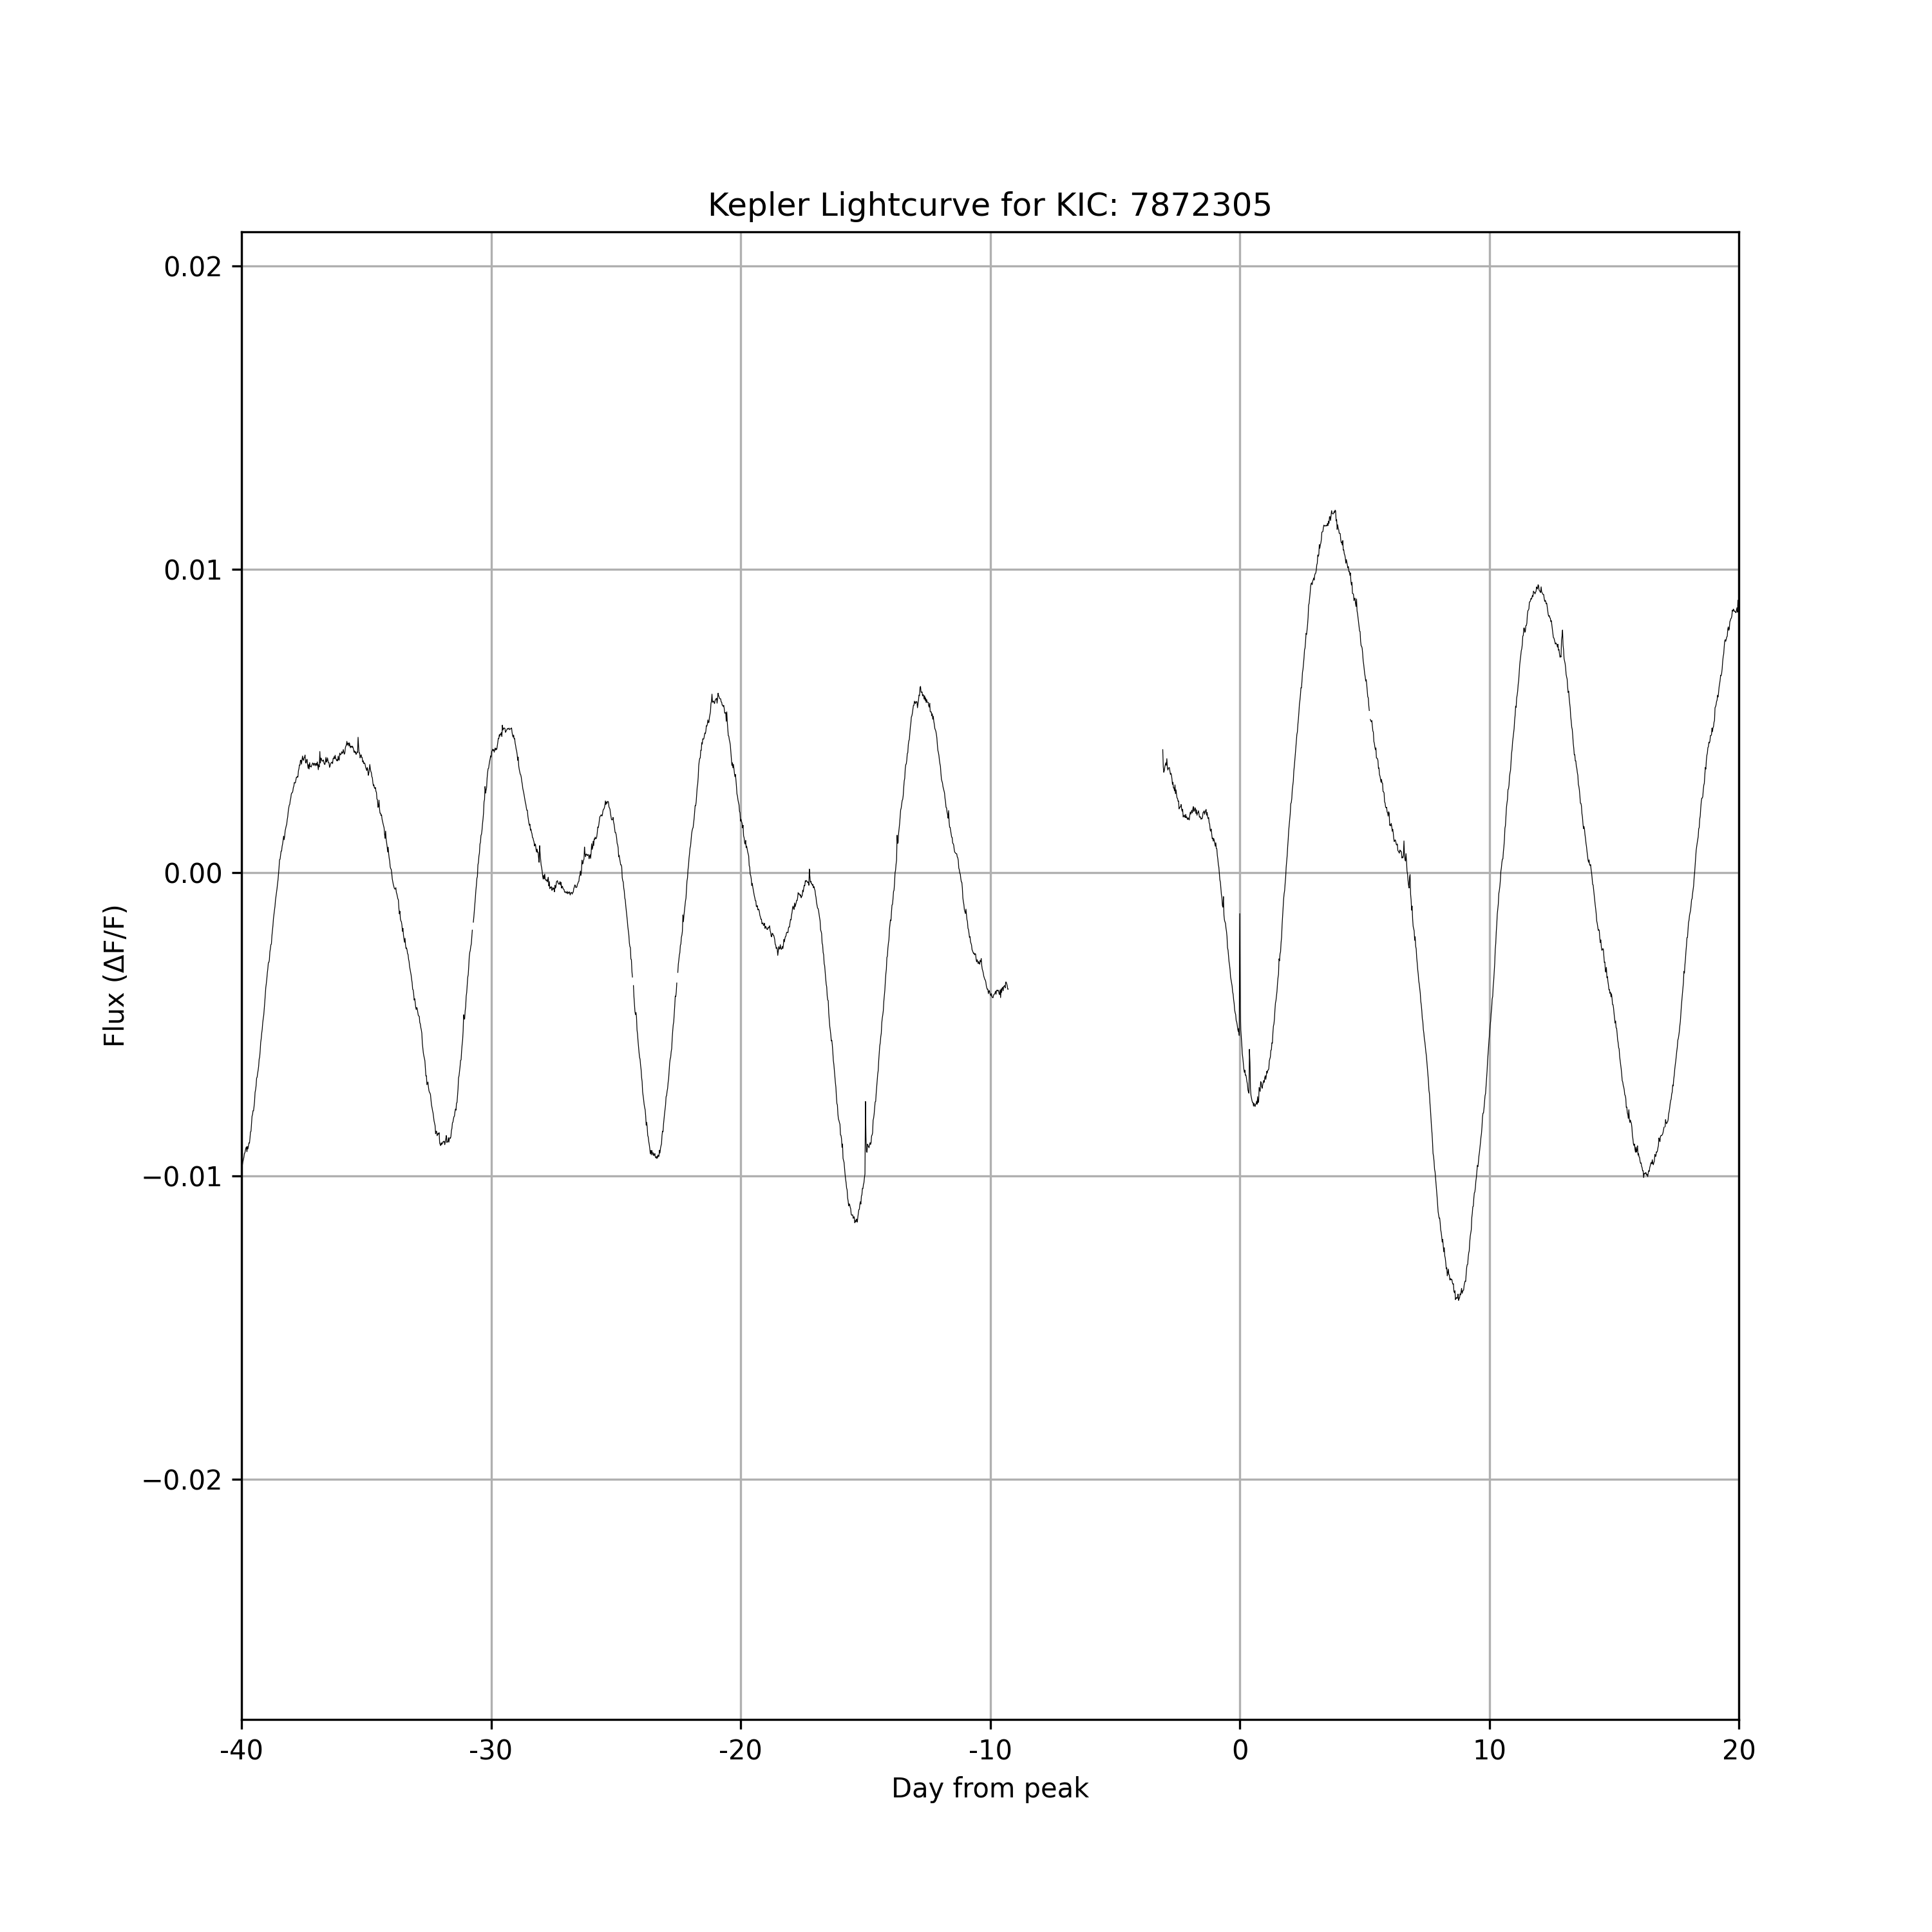 Kepler Lightcurve for KIC: 7872305
0.02
0.01
0.00
−0.01
−0.02
Flux (ΔF/F)
-40 -30 -20 -10 0 10 20
Day from peak